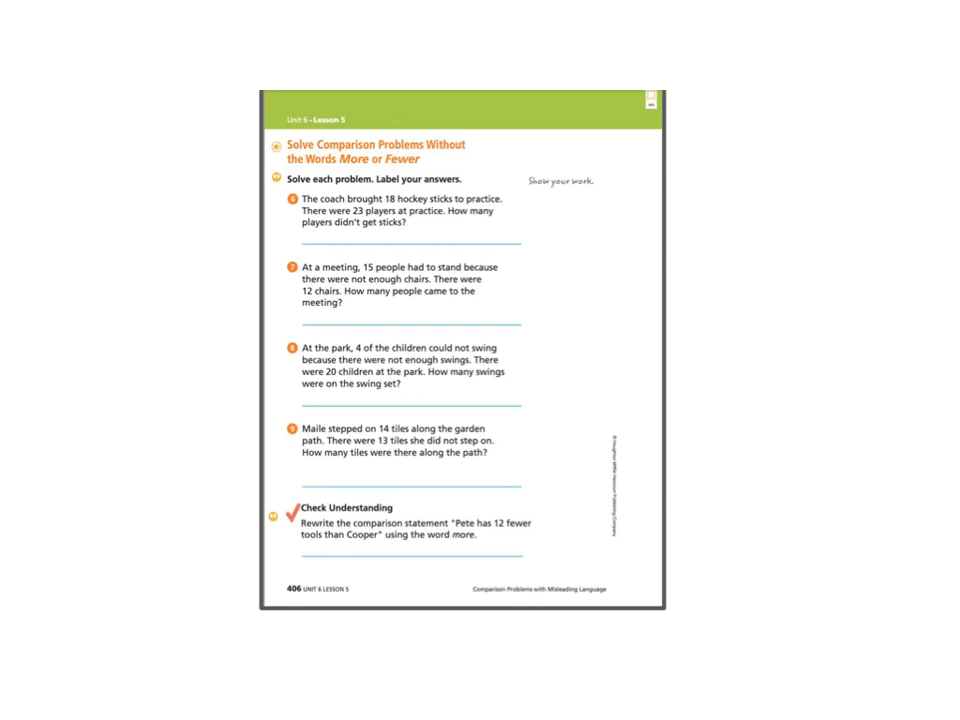 Unit 6 • Lesson 5
Solve Comparison Problems Without
the Words More or Fewer
Solve each problem. Label your answers.
Show your work.
6 The coach brought 18 hockey sticks to practice.
There were 23 players at practice. How many
players didn't get sticks?
7 At a meeting, 15 people had to stand because
there were not enough chairs. There were
12 chairs. How many people came to the
meeting?
8 At the park, 4 of the children could not swing
because there were not enough swings. There
were 20 children at the park. How many swings
were on the swing set?
9 Maile stepped on 14 tiles along the garden
path. There were 13 tiles she did not step on.
How many tiles were there along the path?
Check Understanding
Rewrite the comparison statement "Pete has 12 fewer
tools than Cooper" using the word more.
© Houghton Mifflin Harcourt Publishing Company
406 UNIT 6 LESSON 5
Comparison Problems with Misleading Language